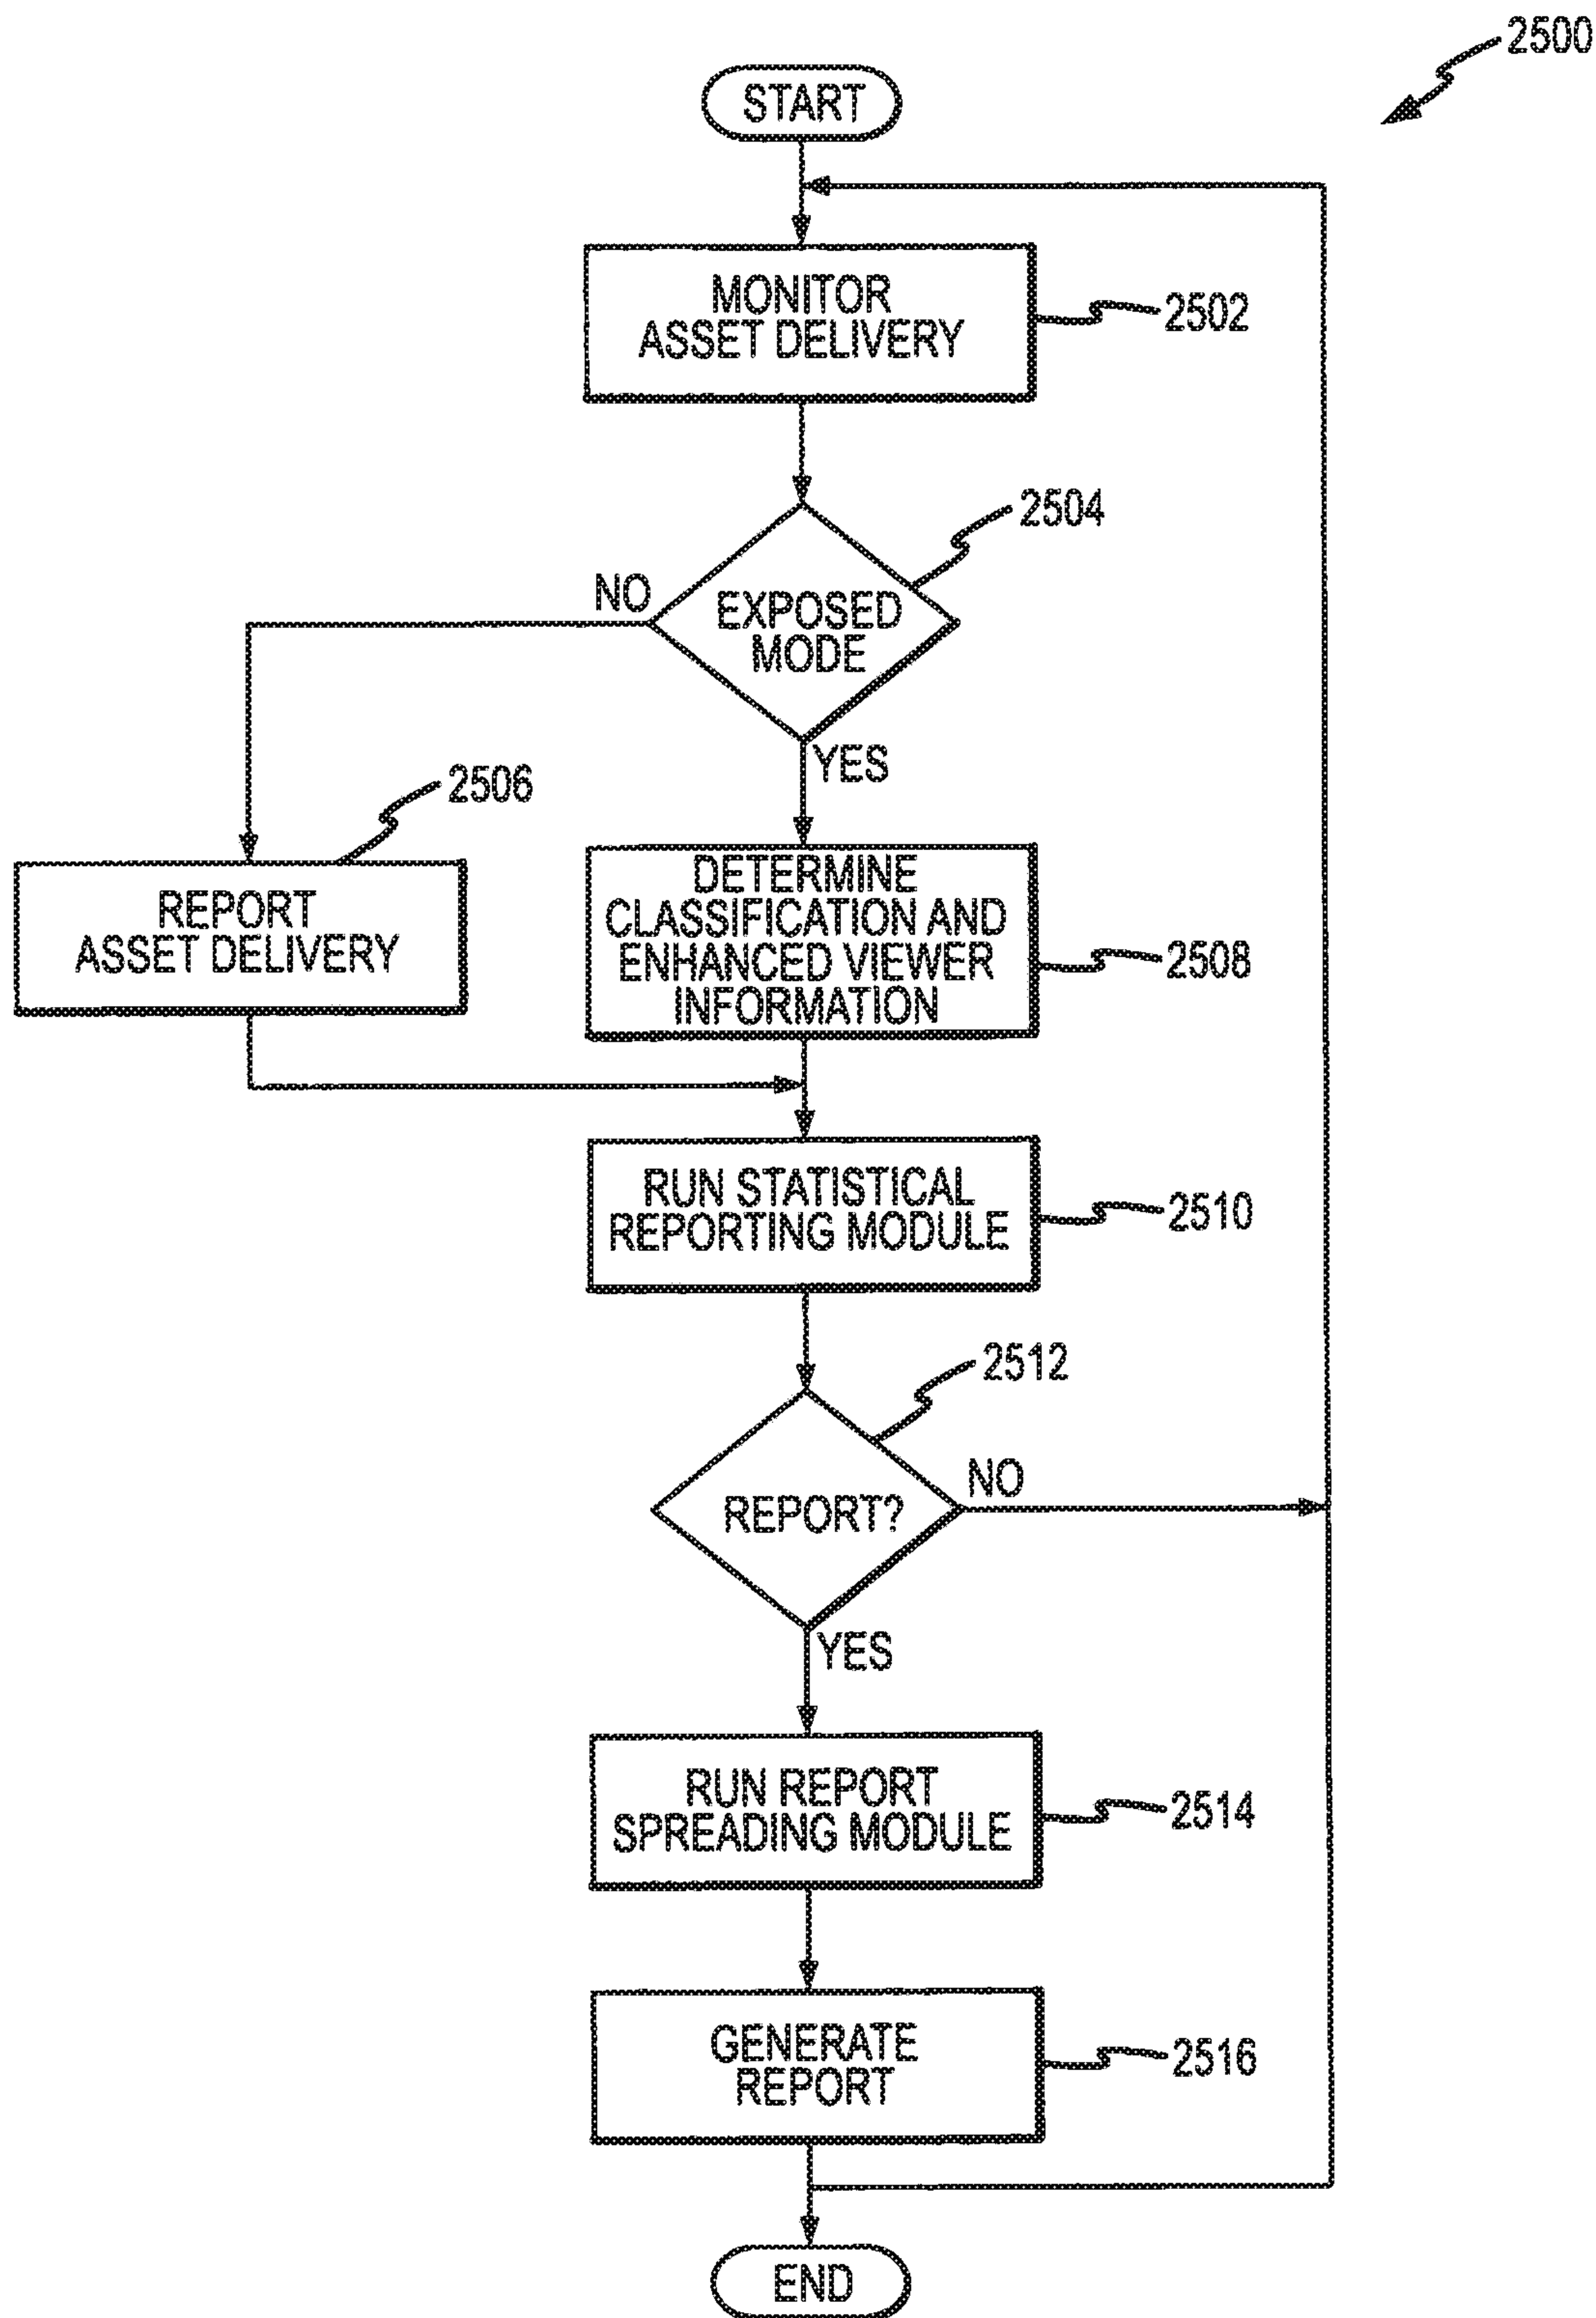 2500
START
MONITOR
ASSET DELIVERY
2502
2504
NO
EXPOSED
MODE
YES
2506
REPORT
ASSET DELIVERY
DETERMINE
CLASSIFICATION AND
ENHANCED VIEWER
INFORMATION
2508
RUN STATISTICAL
REPORTING MODULE
2510
2512
NO
REPORT?
YES
RUN REPORT
SPREADING MODULE
2514
GENERATE
REPORT
2516
END